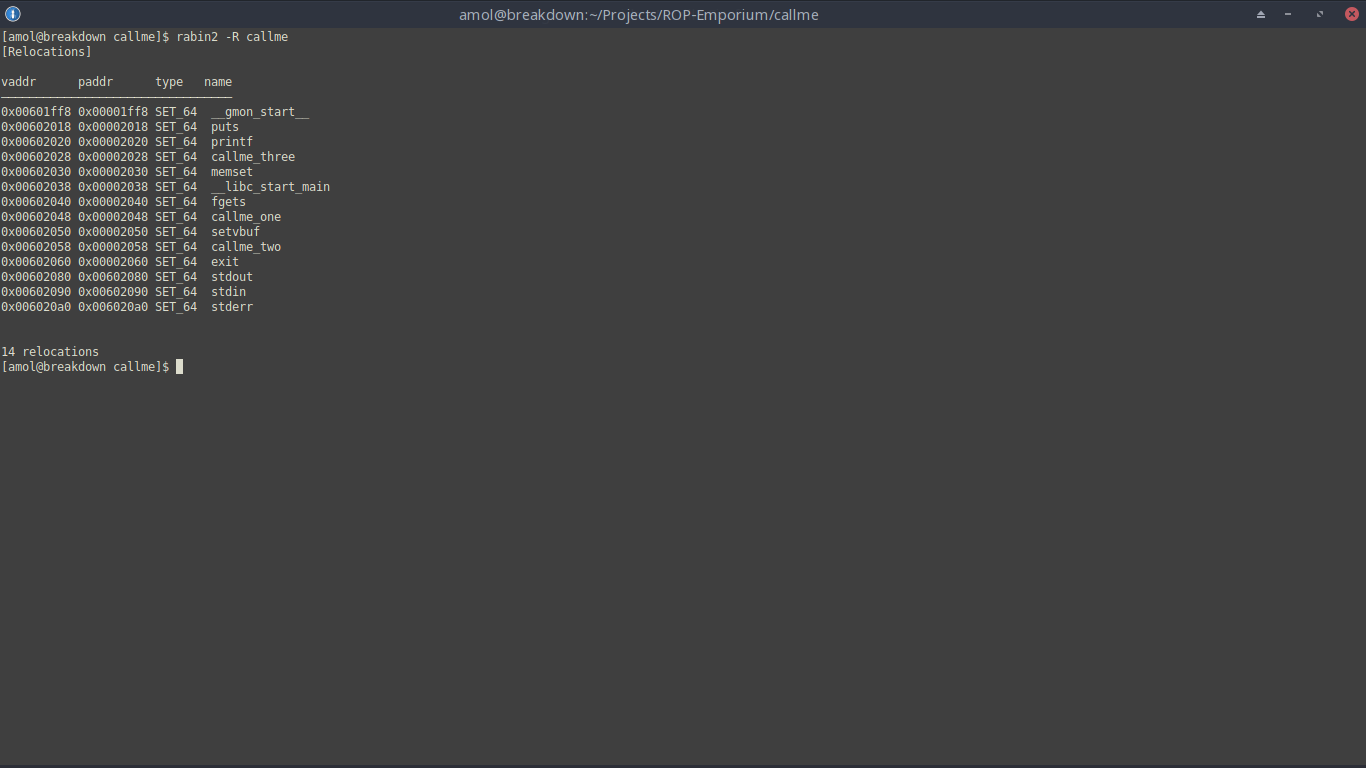 amol@breakdown:~/Projects/ROP-Emporium/callme
[amol@breakdown callme]$ rabin2 -R callme
[Relocations]
vaddr      paddr      type   name
0x00601ff8 0x00001ff8 SET_64  __gmon_start__
0x00602018 0x00002018 SET_64  puts
0x00602020 0x00002020 SET_64  printf
0x00602028 0x00002028 SET_64  callme_three
0x00602030 0x00002030 SET_64  memset
0x00602038 0x00002038 SET_64  __libc_start_main
0x00602040 0x00002040 SET_64  fgets
0x00602048 0x00002048 SET_64  callme_one
0x00602050 0x00002050 SET_64  setvbuf
0x00602058 0x00002058 SET_64  callme_two
0x00602060 0x00002060 SET_64  exit
0x00602080 0x00602080 SET_64  stdout
0x00602090 0x00602090 SET_64  stdin
0x006020a0 0x006020a0 SET_64  stderr
14 relocations
[amol@breakdown callme]$